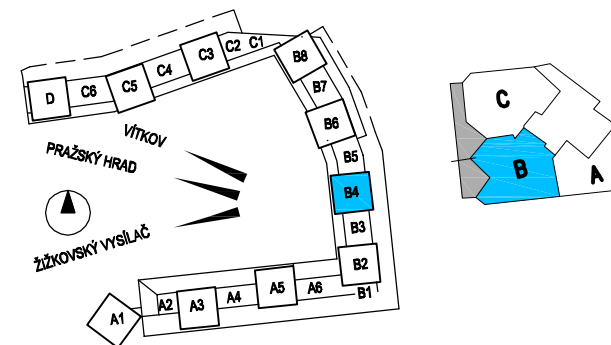 C3
C2
C1
B8
C4
C5
C6
D
B7
B6
VÍTKOV
PRAŽSKÝ HRAD
B5
B4
ŽIŽKOVSKÝ VYSÍLAČ
B3
B2
B1
A6
A5
A4
A3
A2
A1
C
B
A